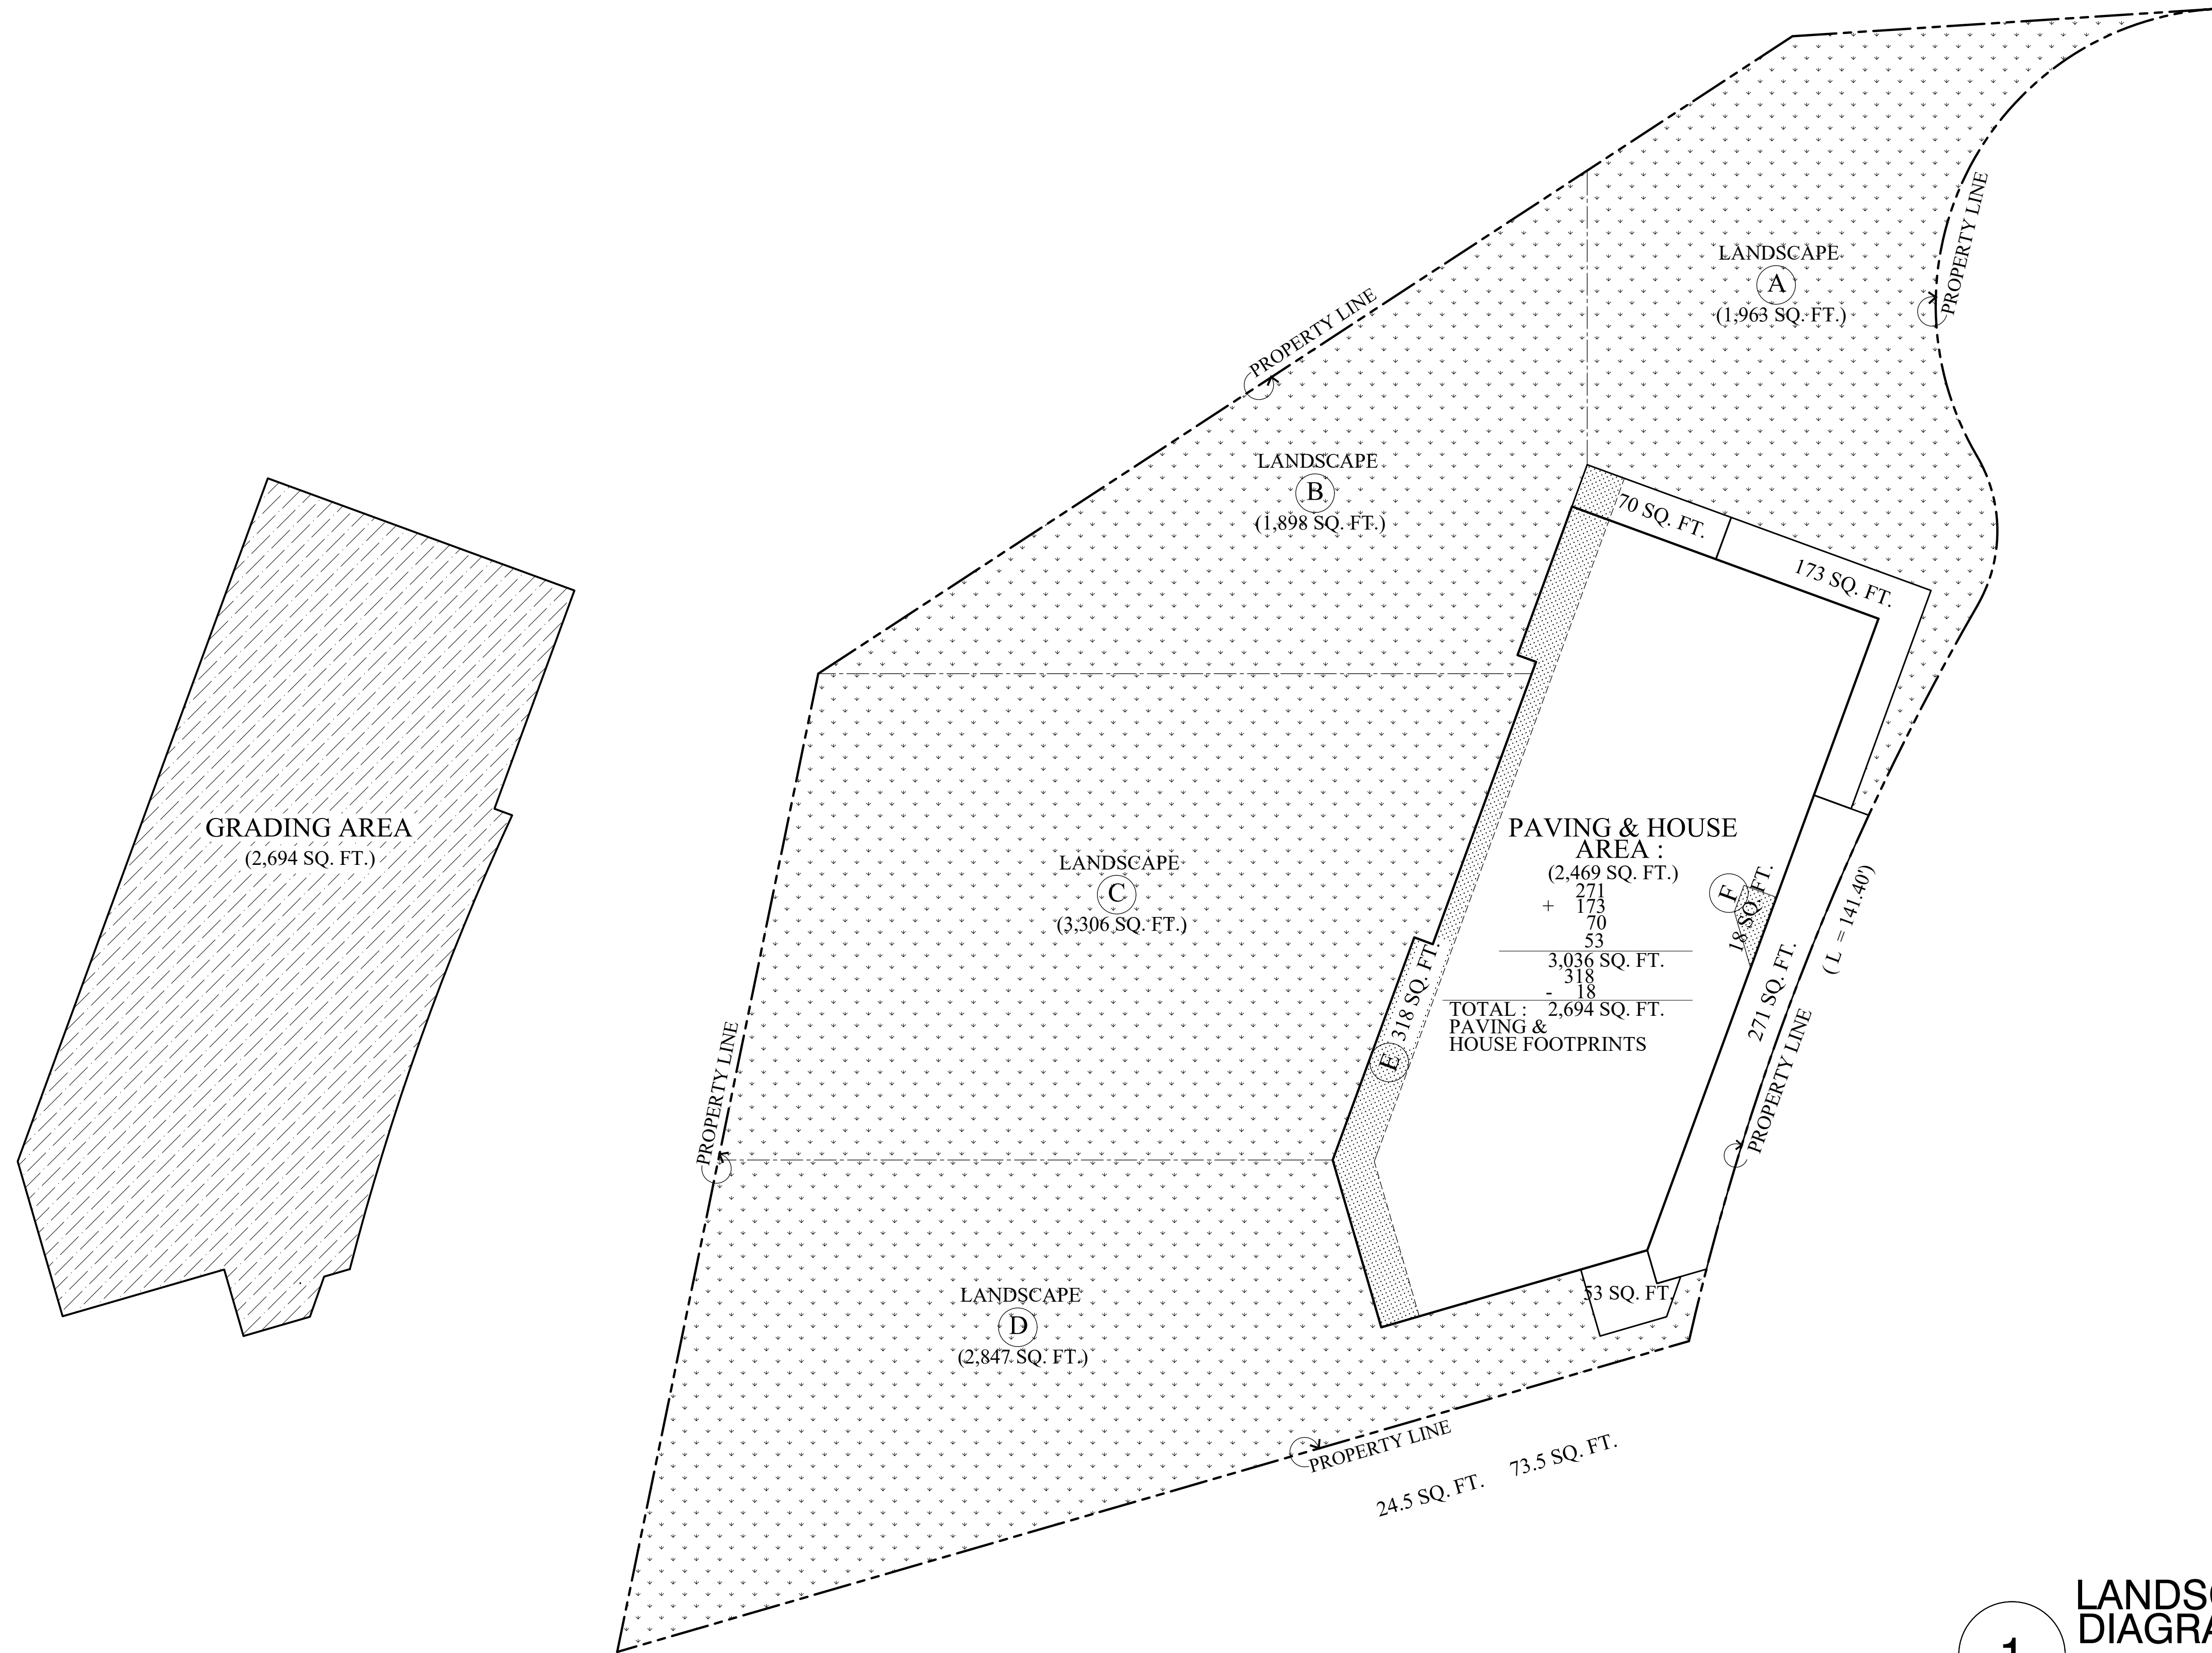 PROPERTY LINE
LANDSCAPE
A
(1,963 SQ. FT.)
PROPERTY LINE
LANDSCAPE
B
(1,898 SQ. FT.)
70 SQ. FT.
173 SQ. FT.
GRADING AREA
(2,694 SQ. FT.)
LANDSCAPE
C
(3,306 SQ. FT.)
PAVING & HOUSE
AREA :
(2,469 SQ. FT.)
271
+ 173
70
53
3,036 SQ. FT.
318
- 18
TOTAL : 2,694 SQ. FT.
PAVING &
HOUSE FOOTPRINTS
F
18 SQ. FT.
( L = 141.40')
271 SQ. FT.
E 318 SQ. FT.
PROPERTY LINE
PROPERTY LINE
53 SQ. FT.
LANDSCAPE
D
(2,847 SQ. FT.)
PROPERTY LINE
24.5 SQ. FT. 73.5 SQ. FT.
1
DIAGRA